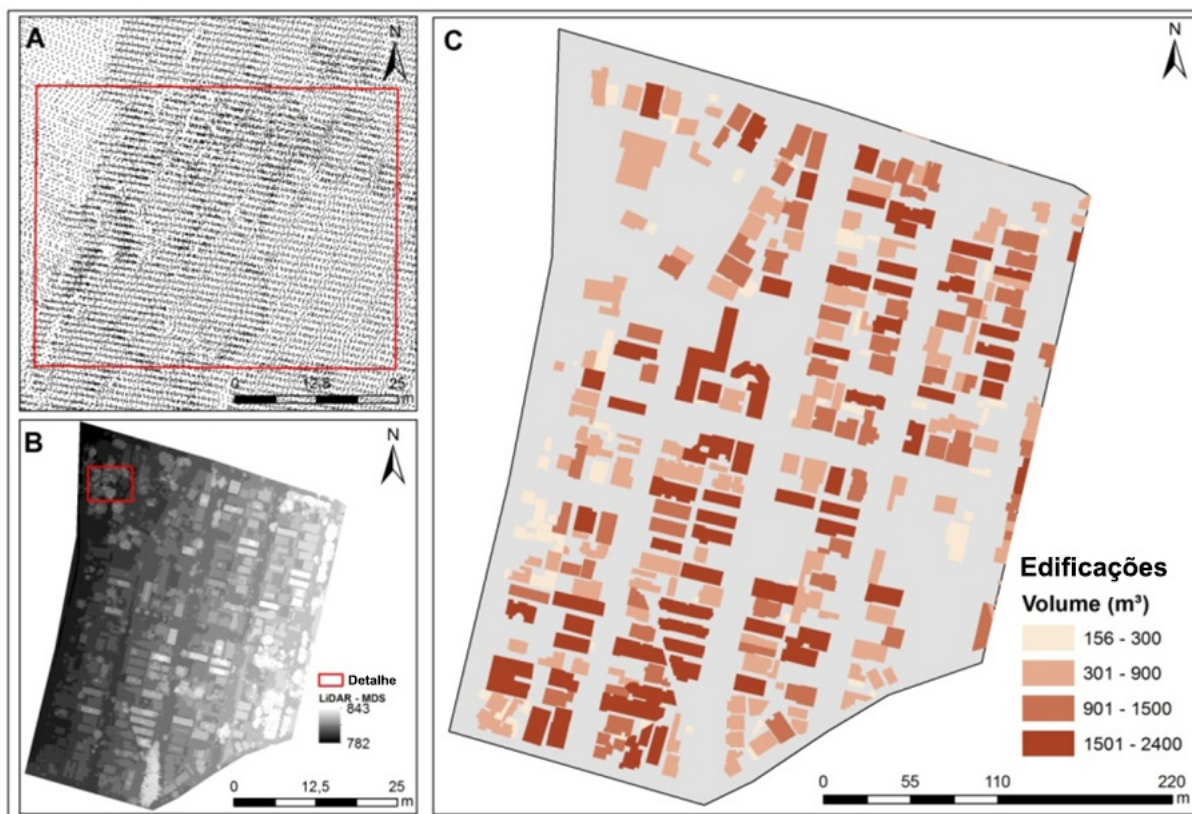 A
N
0 12,8 25
m
B
N
Detalhe
LiDAR - MDS
843
782
0 12,5 25
m
C
N
Edificações
Volume (m³)
156 - 300
301 - 900
901 - 1500
1501 - 2400
0 55 110 220
m